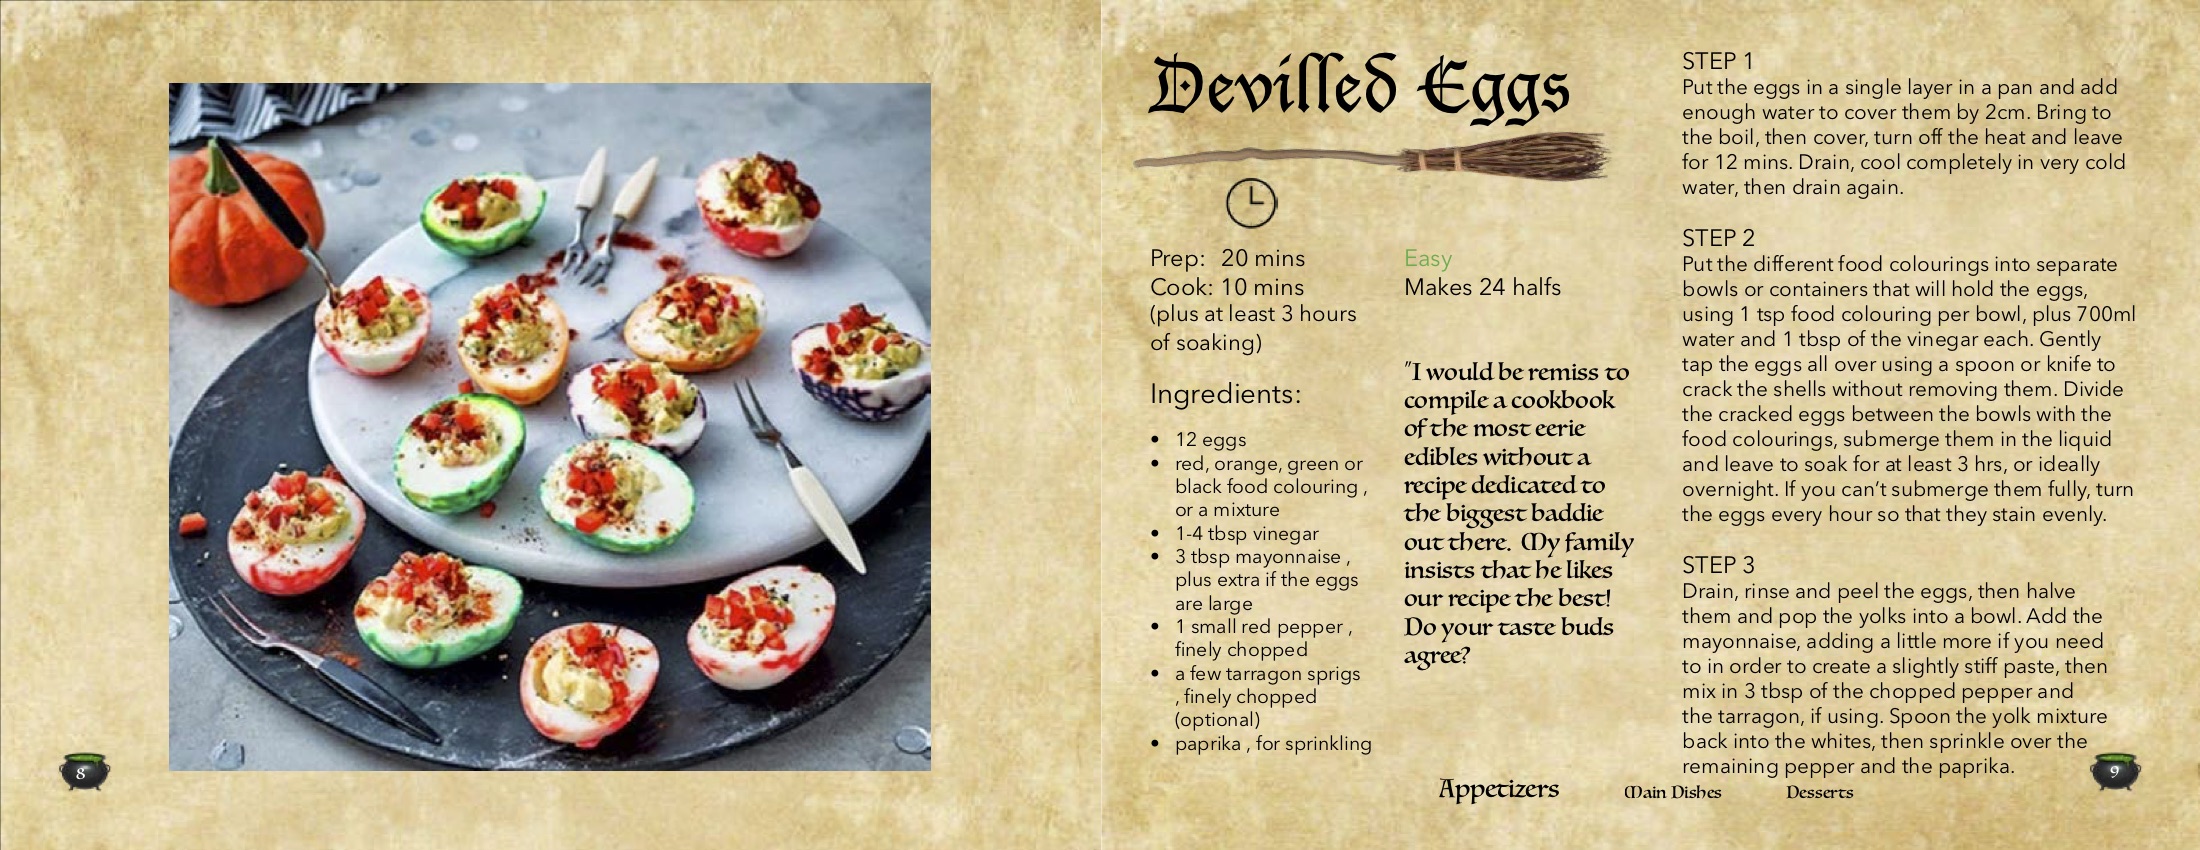 8
Devilled Eggs
Prep: 20 mins
Cook: 10 mins
(plus at least 3 hours
of soaking)
Easy
Makes 24 halfs
Ingredients:
• 12 eggs
• red, orange, green or
black food colouring ,
or a mixture
• 1-4 tbsp vinegar
• 3 tbsp mayonnaise ,
plus extra if the eggs
are large
• 1 small red pepper ,
finely chopped
• a few tarragon sprigs
, finely chopped
(optional)
• paprika , for sprinkling
"I would be remiss to
compile a cookbook
of the most eerie
edibles without a
recipe dedicated to
the biggest baddie
out there. My family
insists that he likes
our recipe the best!
Do your taste buds
agree?
STEP 1
Put the eggs in a single layer in a pan and add
enough water to cover them by 2cm. Bring to
the boil, then cover, turn off the heat and leave
for 12 mins. Drain, cool completely in very cold
water, then drain again.
STEP 2
Put the different food colourings into separate
bowls or containers that will hold the eggs,
using 1 tsp food colouring per bowl, plus 700ml
water and 1 tbsp of the vinegar each. Gently
tap the eggs all over using a spoon or knife to
crack the shells without removing them. Divide
the cracked eggs between the bowls with the
food colourings, submerge them in the liquid
and leave to soak for at least 3 hrs, or ideally
overnight. If you can't submerge them fully, turn
the eggs every hour so that they stain evenly.
STEP 3
Drain, rinse and peel the eggs, then halve
them and pop the yolks into a bowl. Add the
mayonnaise, adding a little more if you need
to in order to create a slightly stiff paste, then
mix in 3 tbsp of the chopped pepper and
the tarragon, if using. Spoon the yolk mixture
back into the whites, then sprinkle over the
remaining pepper and the paprika.
Appetizers Main Dishes Desserts
9